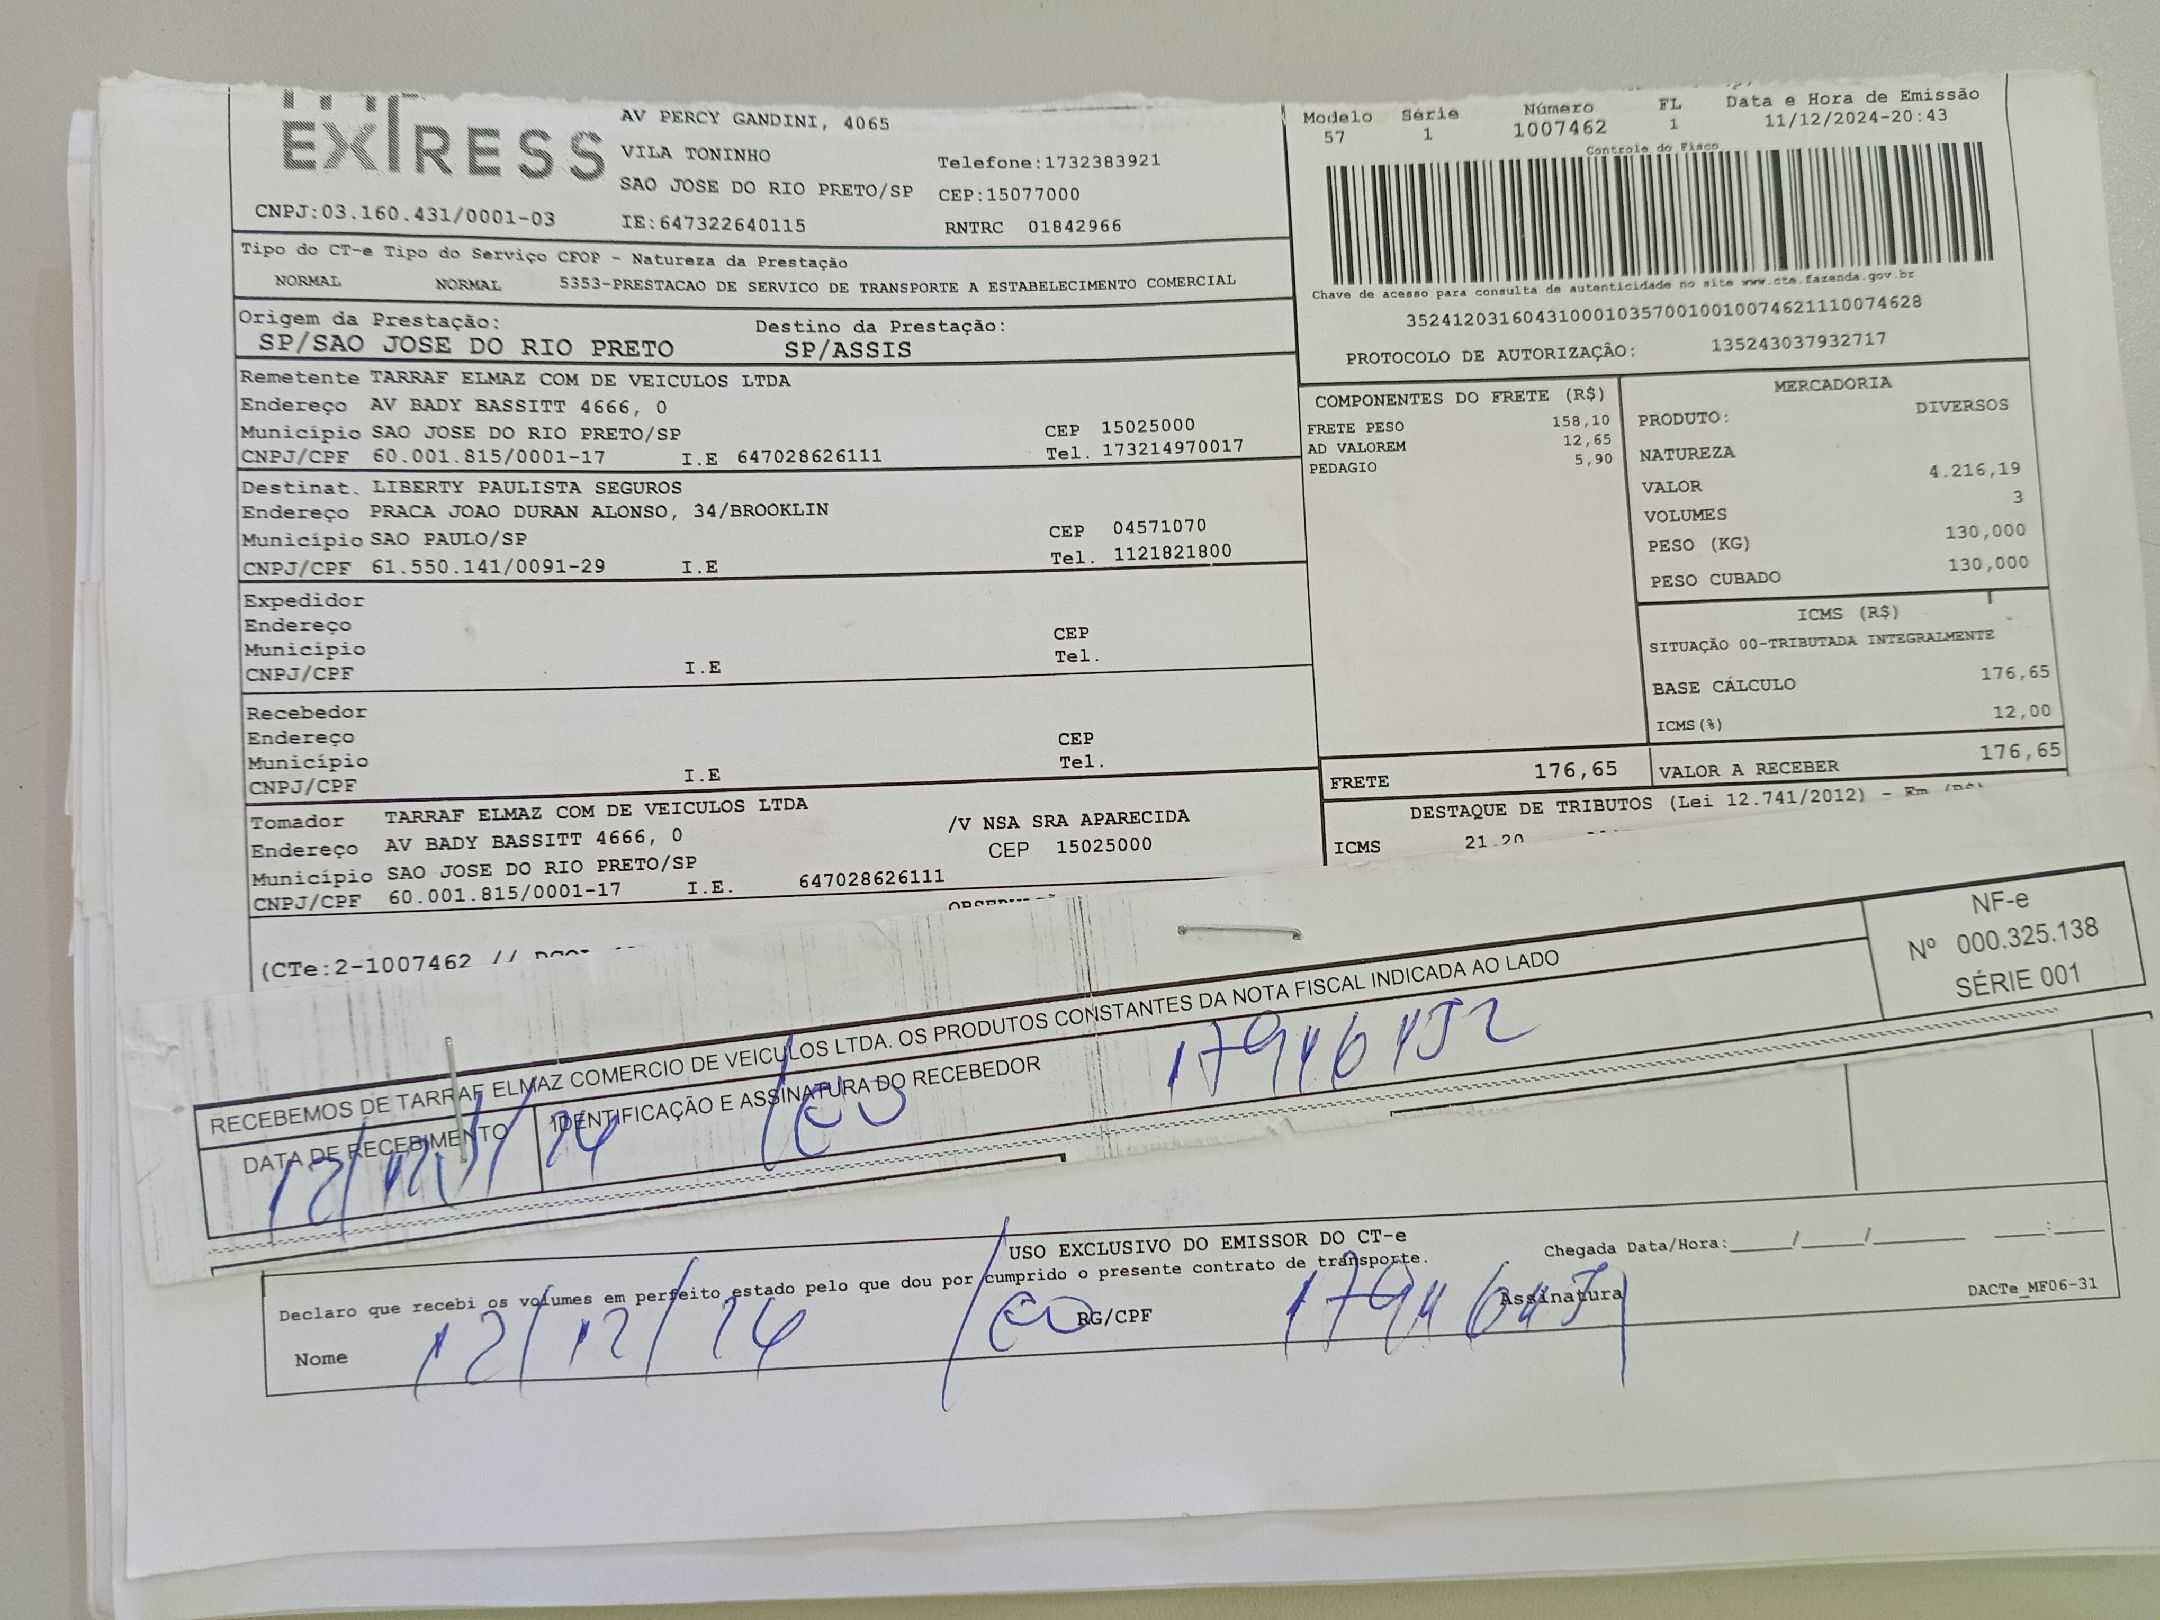 EXPRESS
AV PERCY GANDINI, 4065
VILA TONINHO
Telefone:1732383921
SAO JOSE DO RIO PRETO/SP CEP:15077000
CNPJ:03.160.431/0001-03
IE:647322640115
RNTRC 01842966
Modelo Série Número FL Data e Hora de Emissão
57 1 1007462 1 11/12/2024-20:43
Controle do Fisco
Chave de acesso para consulta de autenticidade no site www.cte.fazenda.gov.br
35241203160431000103570010010074621110074628
PROTOCOLO DE AUTORIZAÇÃO: 135243037932717
Tipo do CT-e Tipo do Serviço CFOP - Natureza da Prestação
NORMAL NORMAL 5353-PRESTACAO DE SERVICO DE TRANSPORTE A ESTABELECIMENTO COMERCIAL
Origem da Prestação: Destino da Prestação:
SP/SAO JOSE DO RIO PRETO SP/ASSIS
Remetente TARRAF ELMAZ COM DE VEICULOS LTDA
Endereço AV BADY BASSITT 4666, 0
Município SAO JOSE DO RIO PRETO/SP CEP 15025000
CNPJ/CPF 60.001.815/0001-17 I.E 647028626111 Tel. 173214970017
Destinat. LIBERTY PAULISTA SEGUROS
Endereço PRACA JOAO DURAN ALONSO, 34/BROOKLIN
Município SAO PAULO/SP CEP 04571070
CNPJ/CPF 61.550.141/0091-29 I.E Tel. 1121821800
Expedidor
Endereço
Município CEP
CNPJ/CPF I.E Tel.
Recebedor
Endereço
Município CEP
CNPJ/CPF I.E Tel.
Tomador TARRAF ELMAZ COM DE VEICULOS LTDA
Endereço AV BADY BASSITT 4666, 0 /V NSA SRA APARECIDA
Município SAO JOSE DO RIO PRETO/SP CEP 15025000
CNPJ/CPF 60.001.815/0001-17 I.E. 647028626111
COMPONENTES DO FRETE (R$)
FRETE PESO 158,10
AD VALOREM 12,65
PEDAGIO 5,90
MERCADORIA
PRODUTO: DIVERSOS
NATUREZA
VALOR 4.216,19
VOLUMES 3
PESO (KG) 130,000
PESO CUBADO 130,000
ICMS (R$)
SITUAÇÃO 00-TRIBUTADA INTEGRALMENTE
BASE CÁLCULO 176,65
ICMS(%) 12,00
FRETE 176,65 VALOR A RECEBER 176,65
DESTAQUE DE TRIBUTOS (Lei 12.741/2012) - Em (R$)
ICMS 21.20
(CTe:2-1007462 //
NF-e
Nº 000.325.138
SÉRIE 001
RECEBEMOS DE TARRAF ELMAZ COMERCIO DE VEICULOS LTDA. OS PRODUTOS CONSTANTES DA NOTA FISCAL INDICADA AO LADO
DATA DE RECEBIMENTO IDENTIFICAÇÃO E ASSINATURA DO RECEBEDOR
12/12/24
USO EXCLUSIVO DO EMISSOR DO CT-e
Declaro que recebi os volumes em perfeito estado pelo que dou por cumprido o presente contrato de transporte.
Chegada Data/Hora:_____/_____/________ ____:____
Nome 12/12/24 RG/CPF Assinatura
DACTe_MF06-31